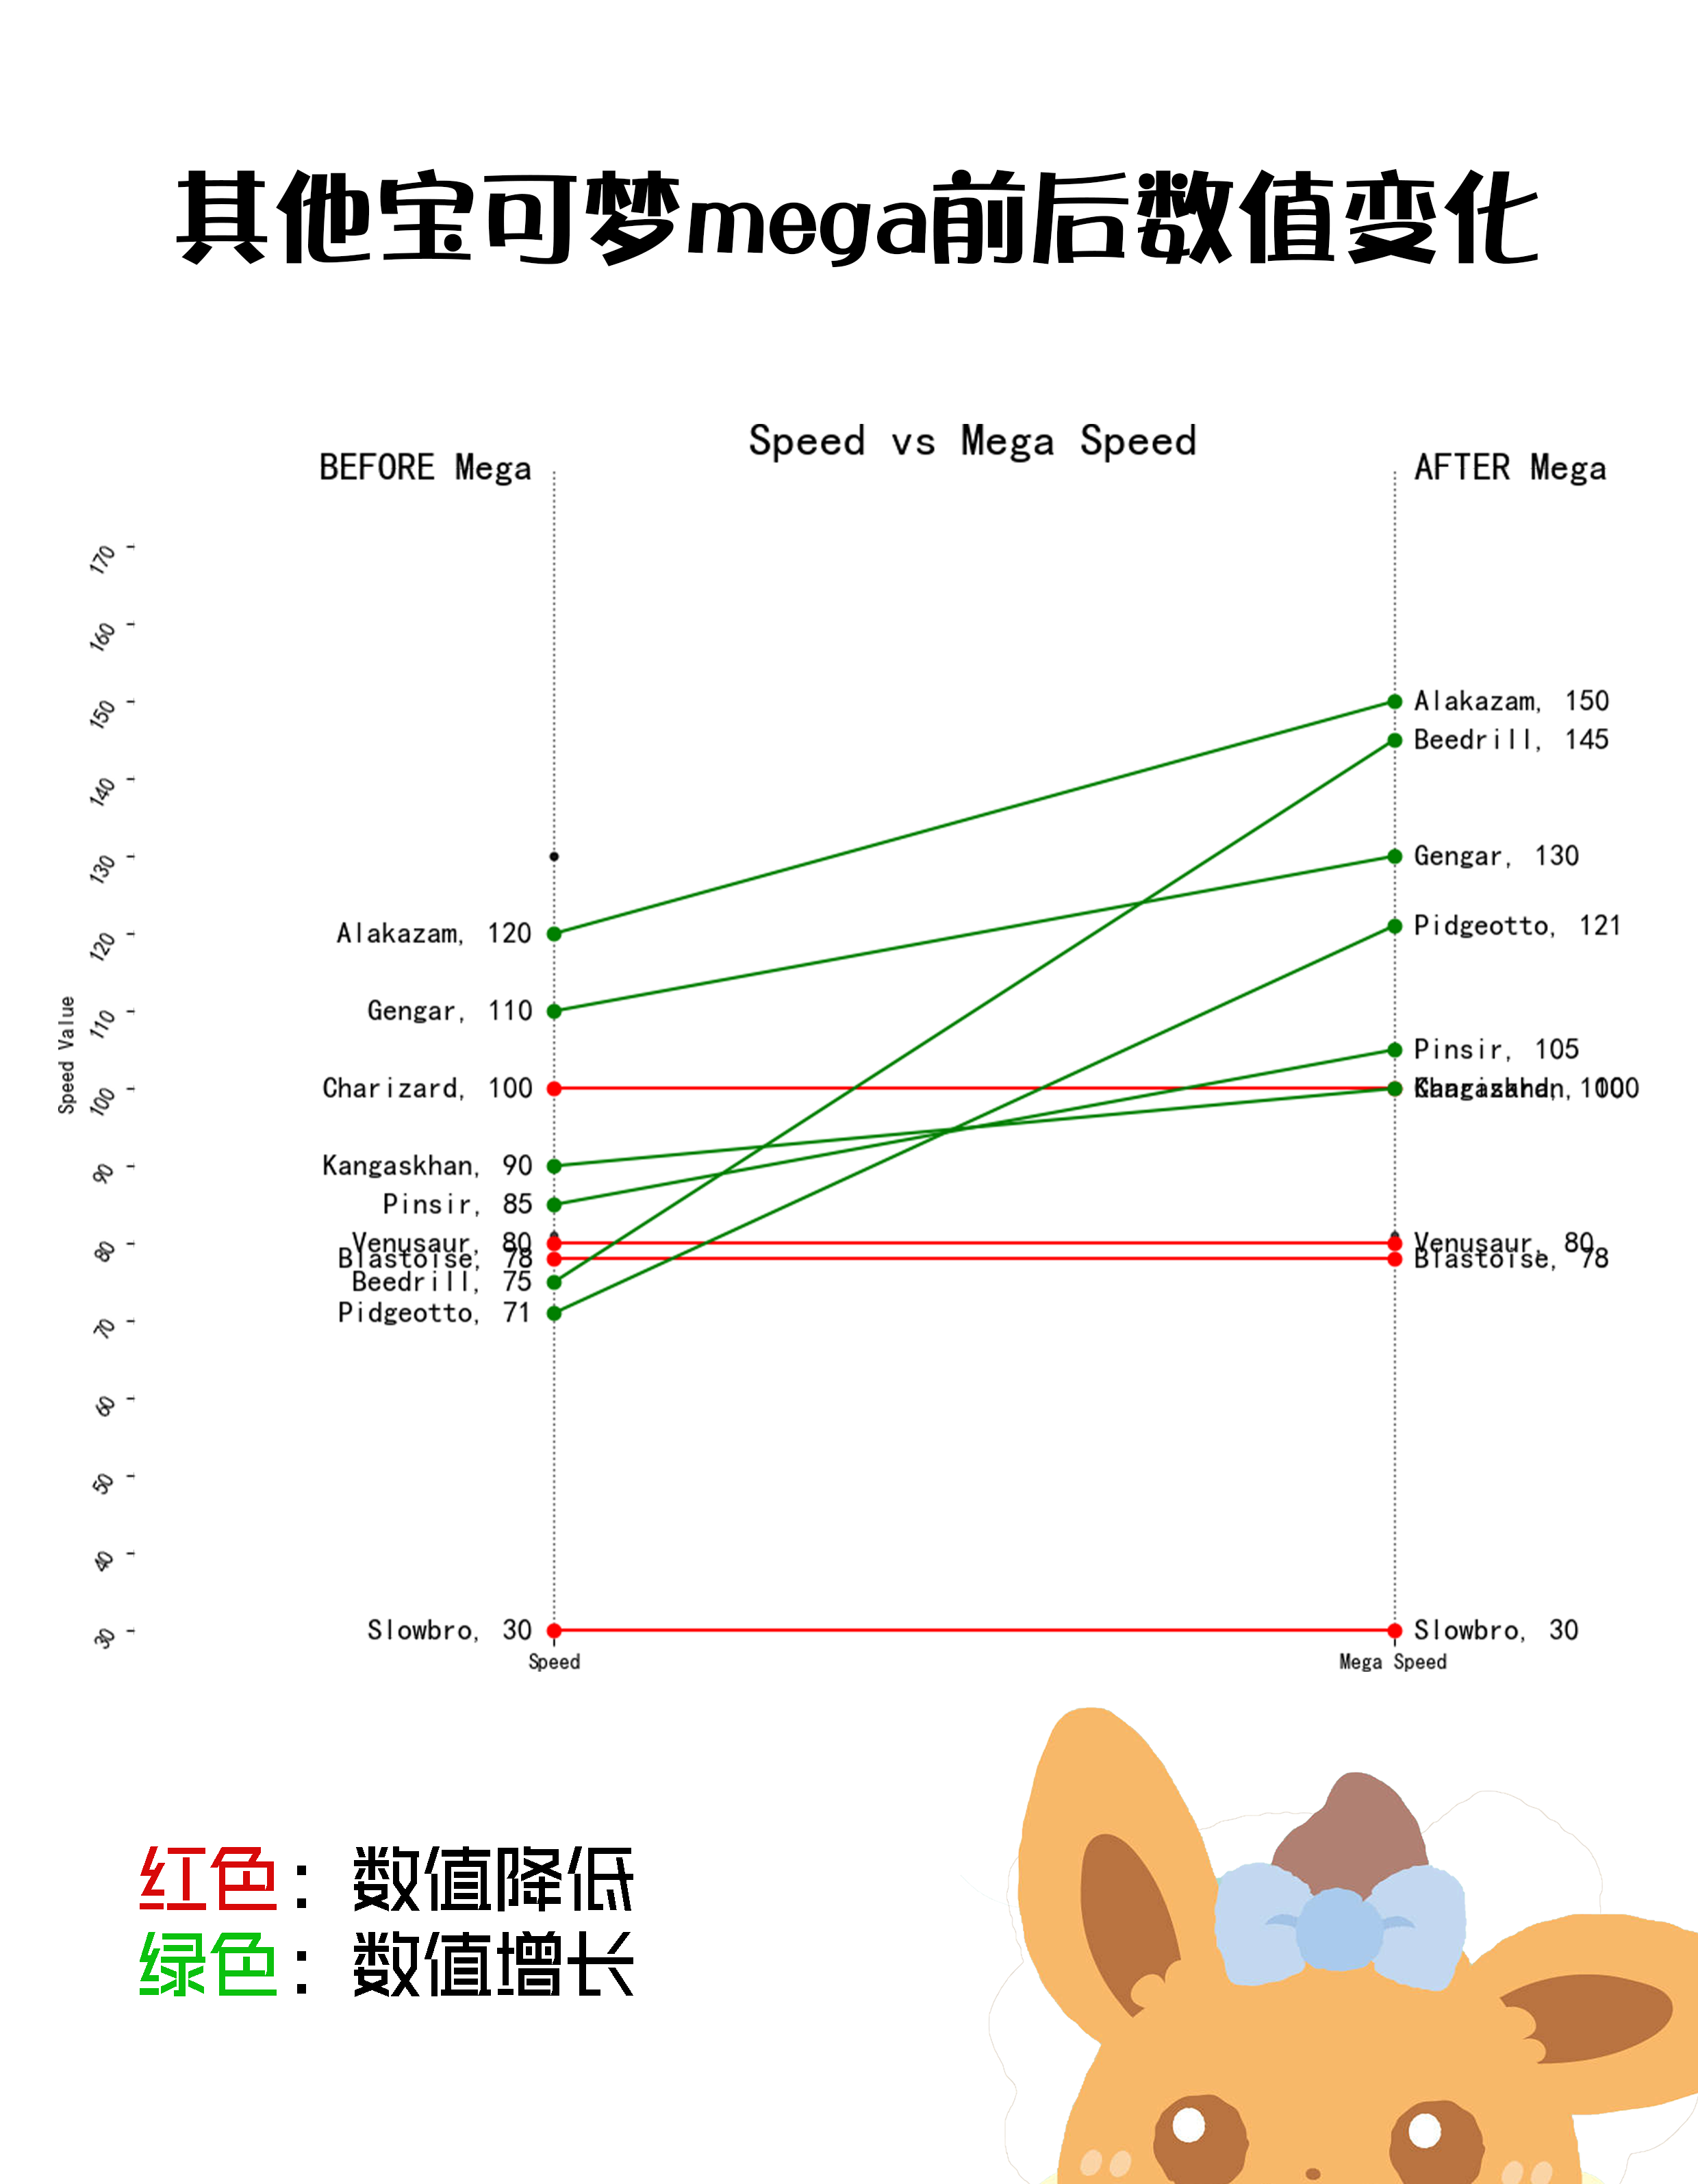 其他宝可梦mega前后数值变化
Speed vs Mega Speed
BEFORE Mega
AFTER Mega
170
160
150
140
130
120
110
100
90
80
70
60
50
40
30
Speed Value
Alakazam, 120
Gengar, 110
Charizard, 100
Kangaskhan, 90
Pinsir, 85
Venusaur, 80
Blastoise, 78
Beedrill, 75
Pidgeotto, 71
Slowbro, 30
Alakazam, 150
Beedrill, 145
Gengar, 130
Pidgeotto, 121
Pinsir, 105
Charizard, 100
Kangaskhan, 100
Venusaur, 80
Blastoise, 78
Slowbro, 30
Speed
Mega Speed
红色：数值降低
绿色：数值增长